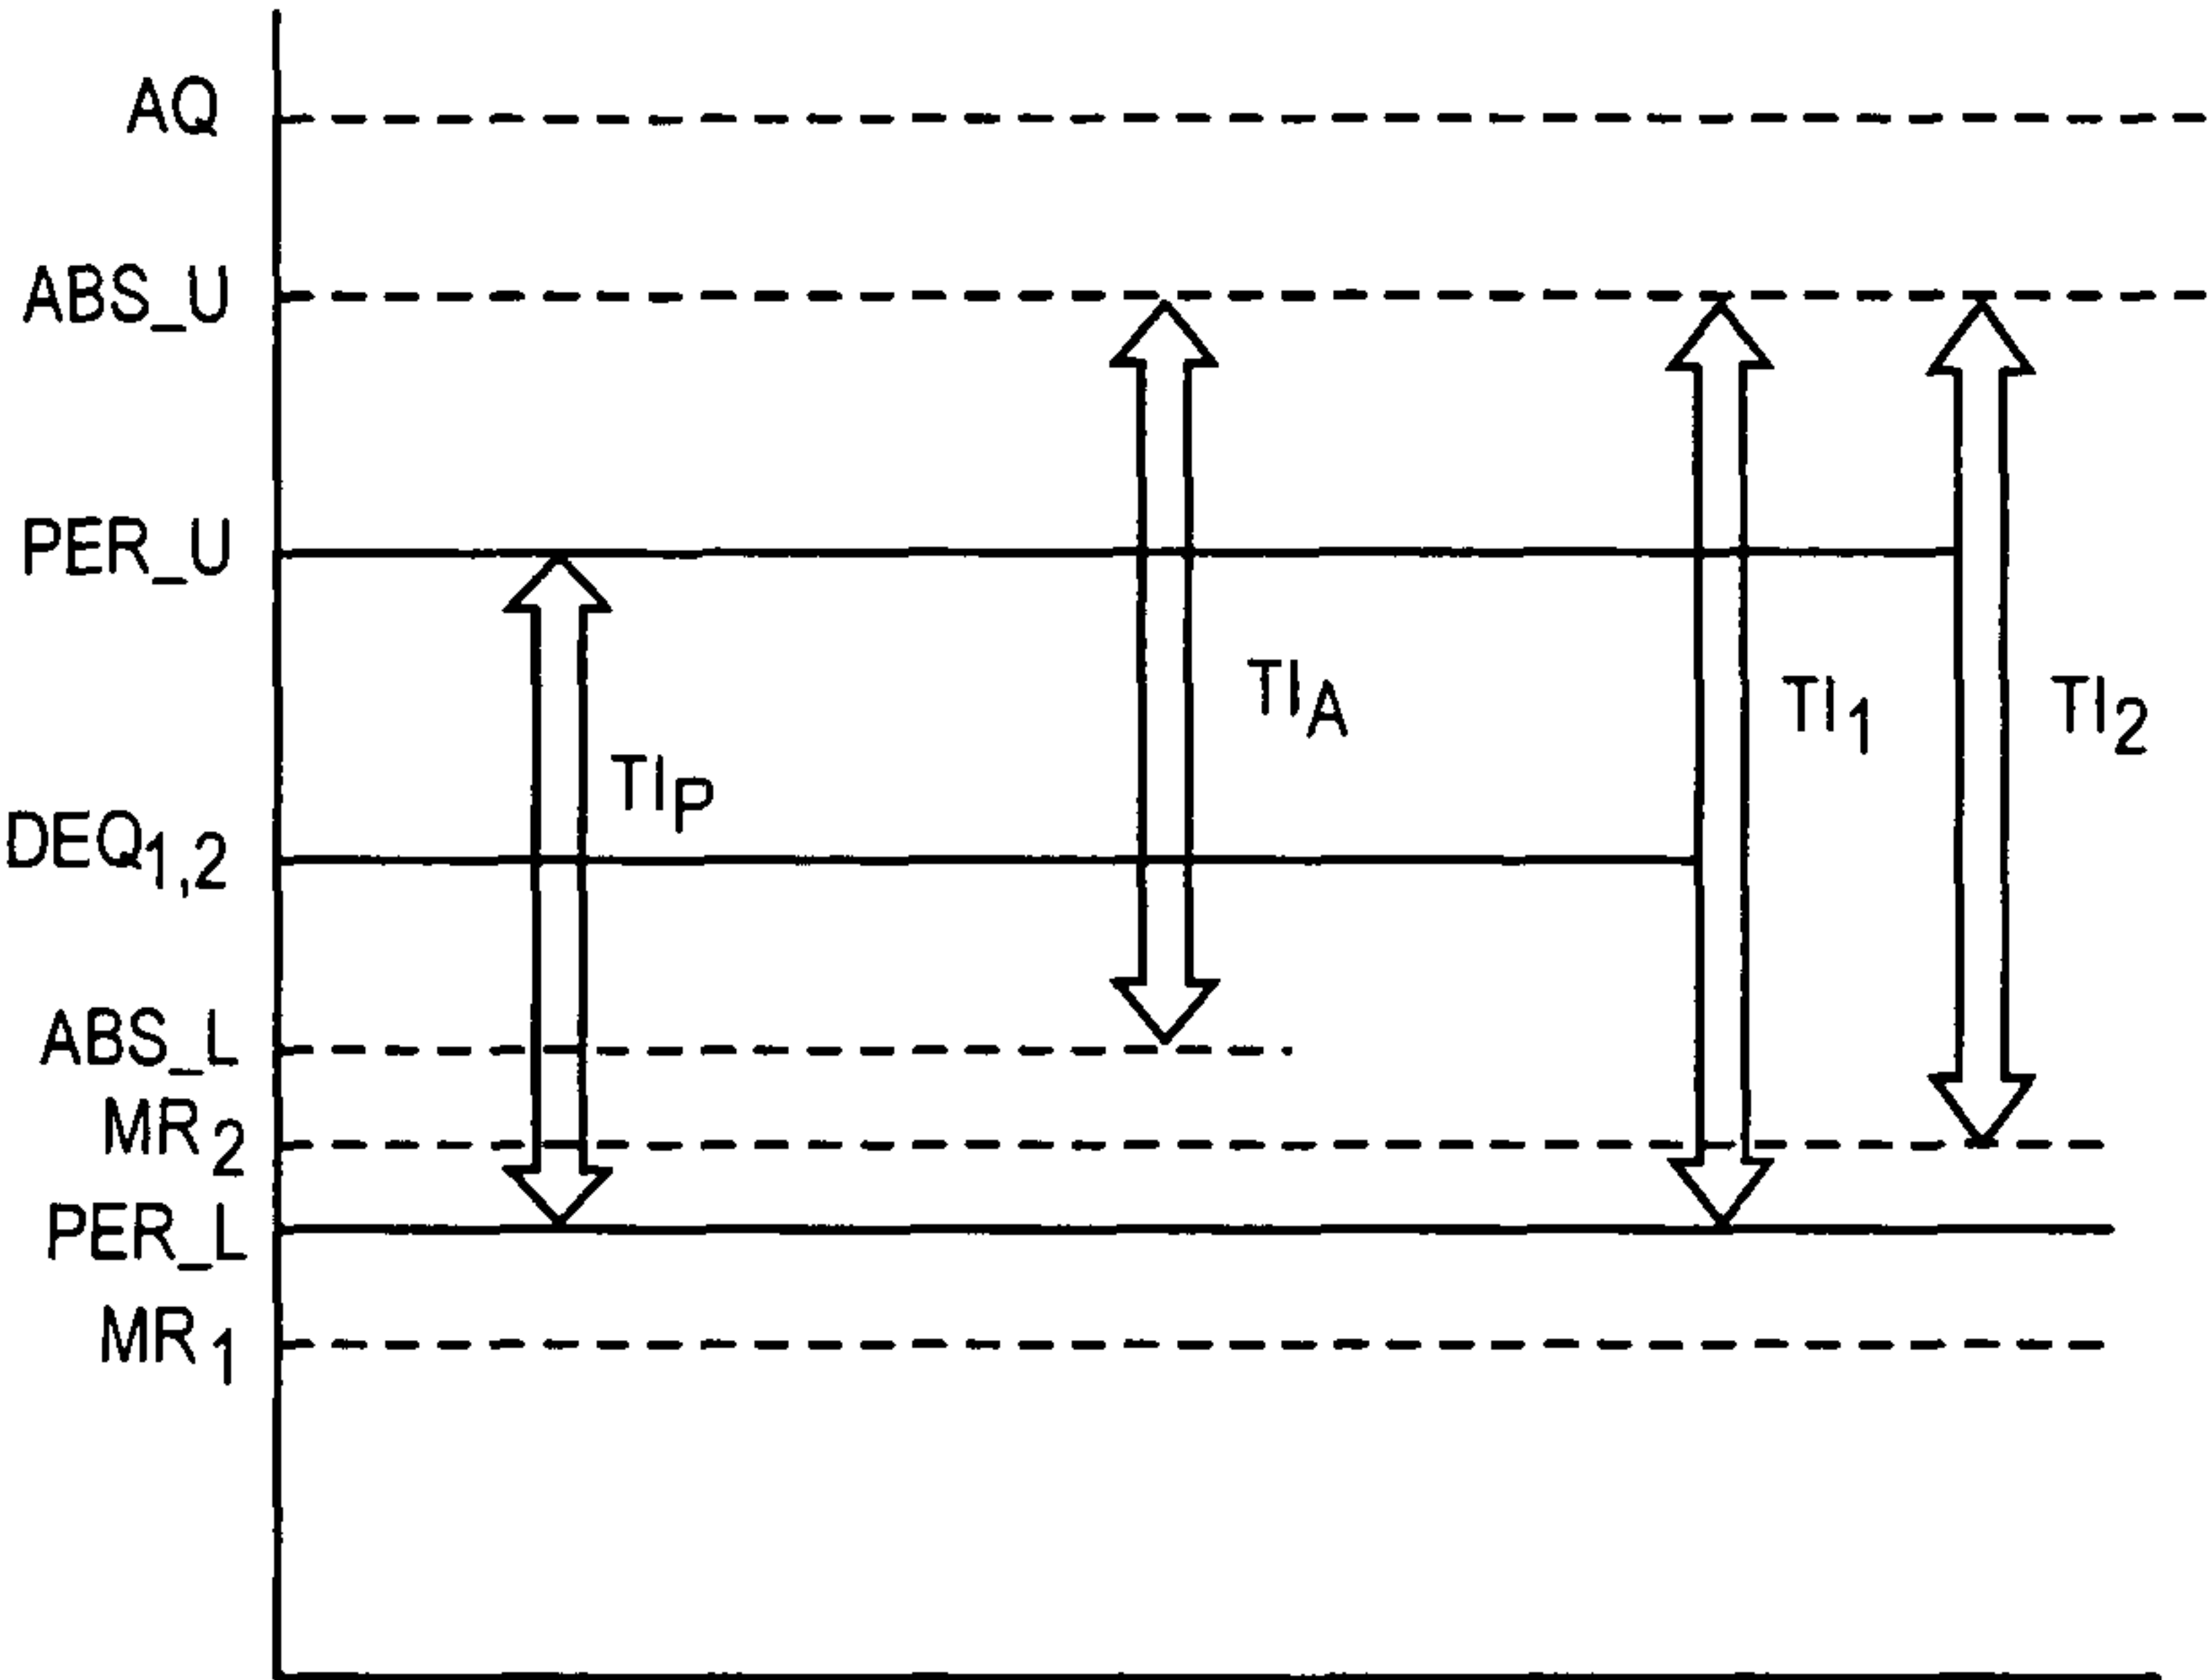 AQ
ABS_U
PER_U
TIA
TI1
TI2
TIP
DEQ1,2
ABS_L
MR2
PER_L
MR1